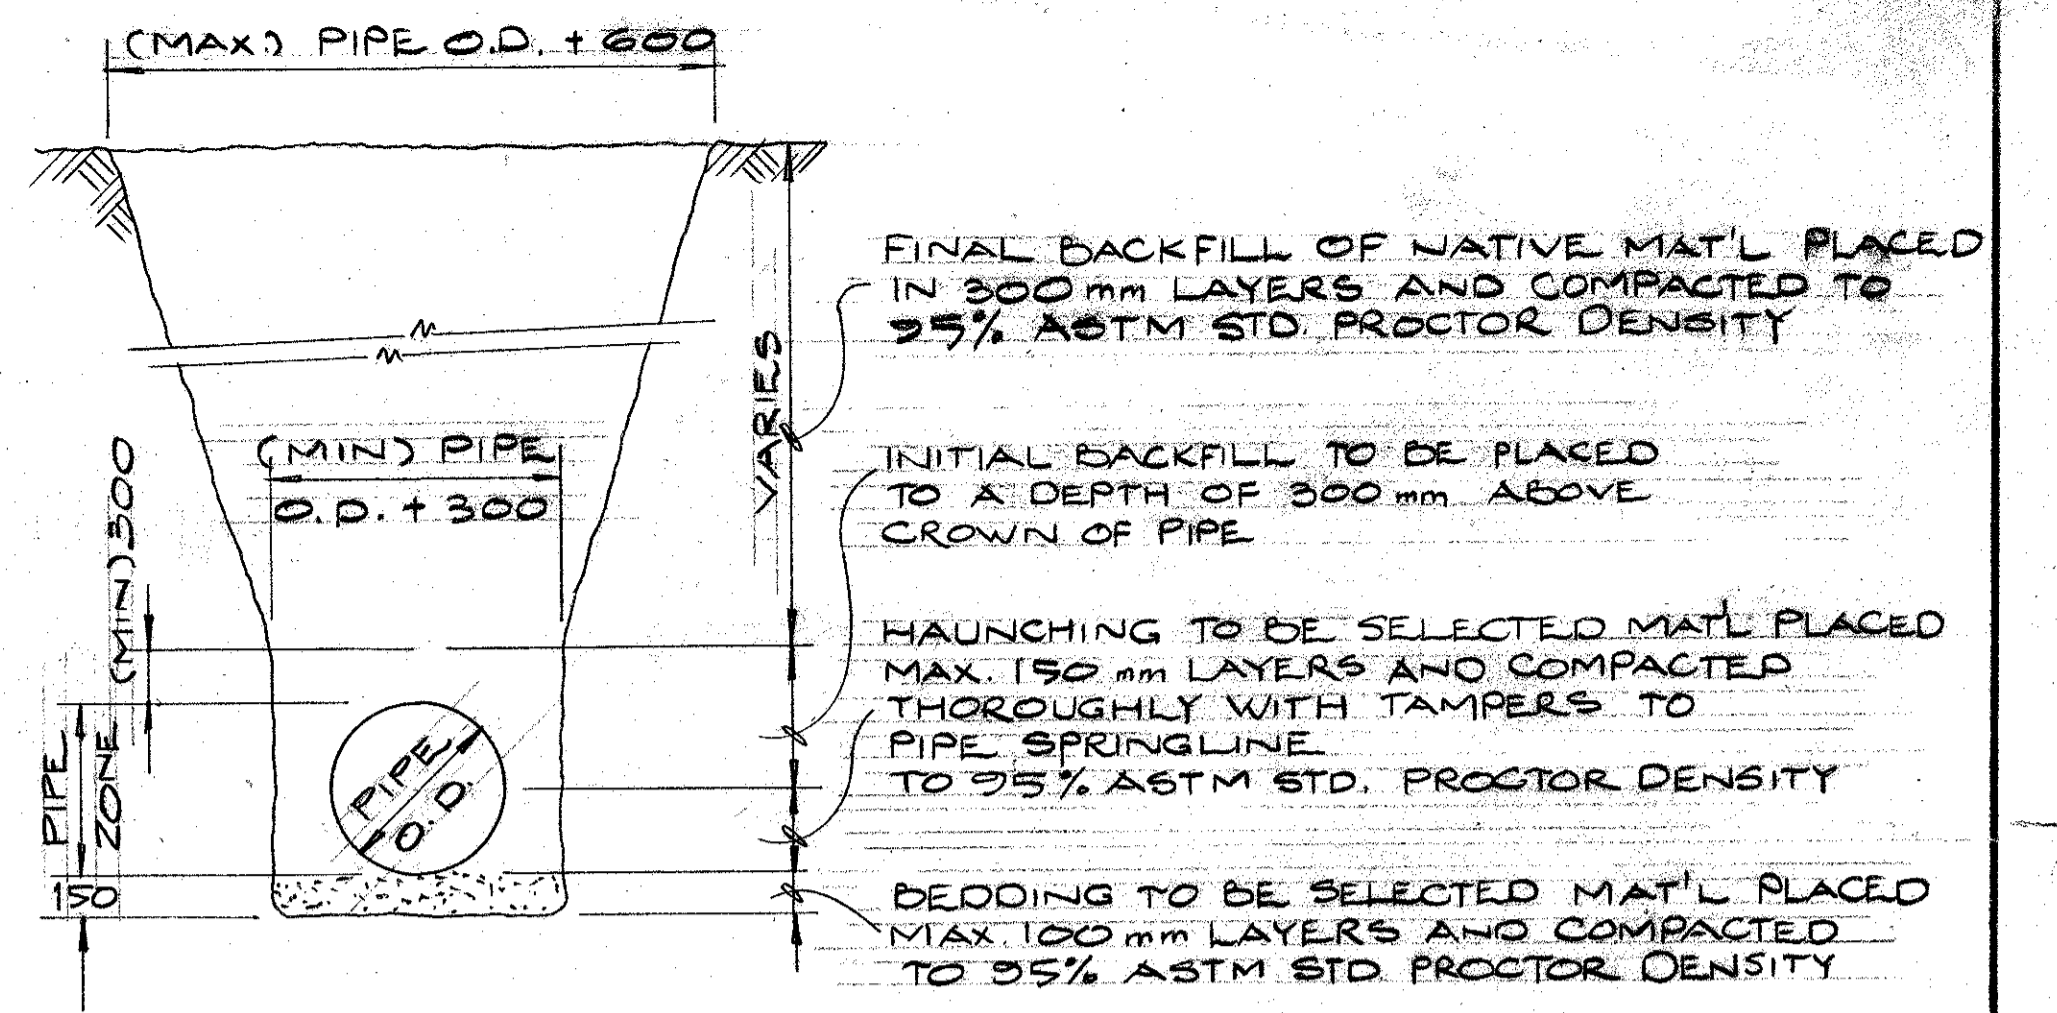 (MAX.) PIPE O.D. + 600
FINAL BACKFILL OF NATIVE MAT'L PLACED
IN 300 mm LAYERS AND COMPACTED TO
95% ASTM STD. PROCTOR DENSITY
VARIES
(MIN) PIPE
O.D. + 300
(MIN) 300
INITIAL BACKFILL TO BE PLACED
TO A DEPTH OF 300 mm ABOVE
CROWN OF PIPE
HAUNCHING TO BE SELECTED MAT'L PLACED
MAX. 150 mm LAYERS AND COMPACTED
THOROUGHLY WITH TAMPERS TO
PIPE SPRINGLINE
TO 95% ASTM STD. PROCTOR DENSITY
PIPE
ZONE
PIPE
O.D.
150
BEDDING TO BE SELECTED MAT'L PLACED
MAX. 100 mm LAYERS AND COMPACTED
TO 95% ASTM STD. PROCTOR DENSITY